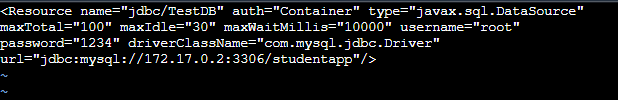 <Resource name="jdbc/TestDB" auth="Container" type="javax.sql.DataSource"
maxTotal="100" maxIdle="30" maxWaitMillis="10000" username="root"
password="1234" driverClassName="com.mysql.jdbc.Driver"
url="jdbc:mysql://172.17.0.2:3306/studentapp"/>
~
~